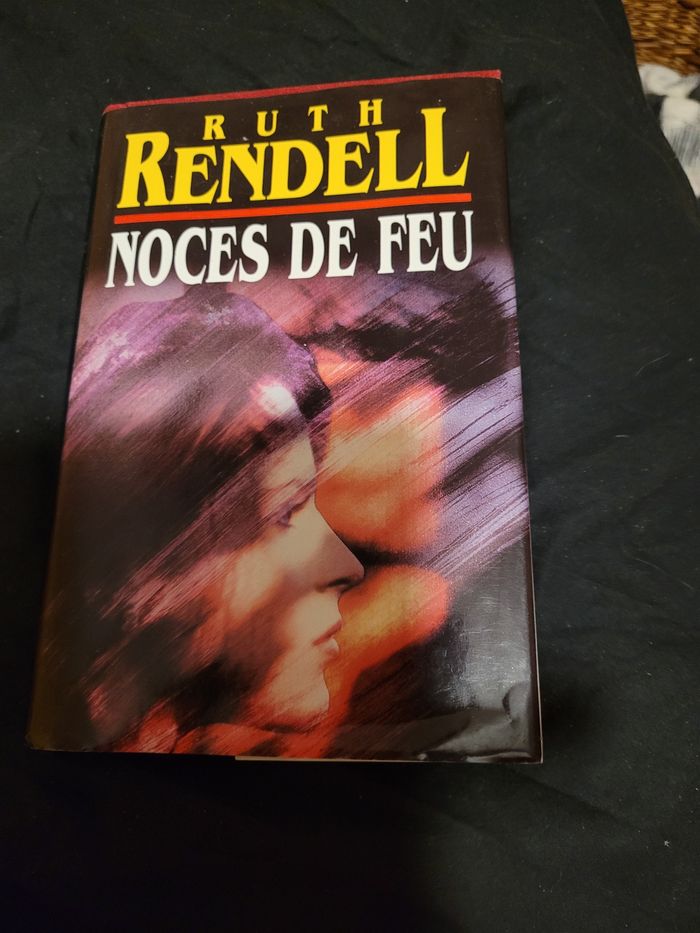 RUTH
RENDELL
NOCES DE FEU